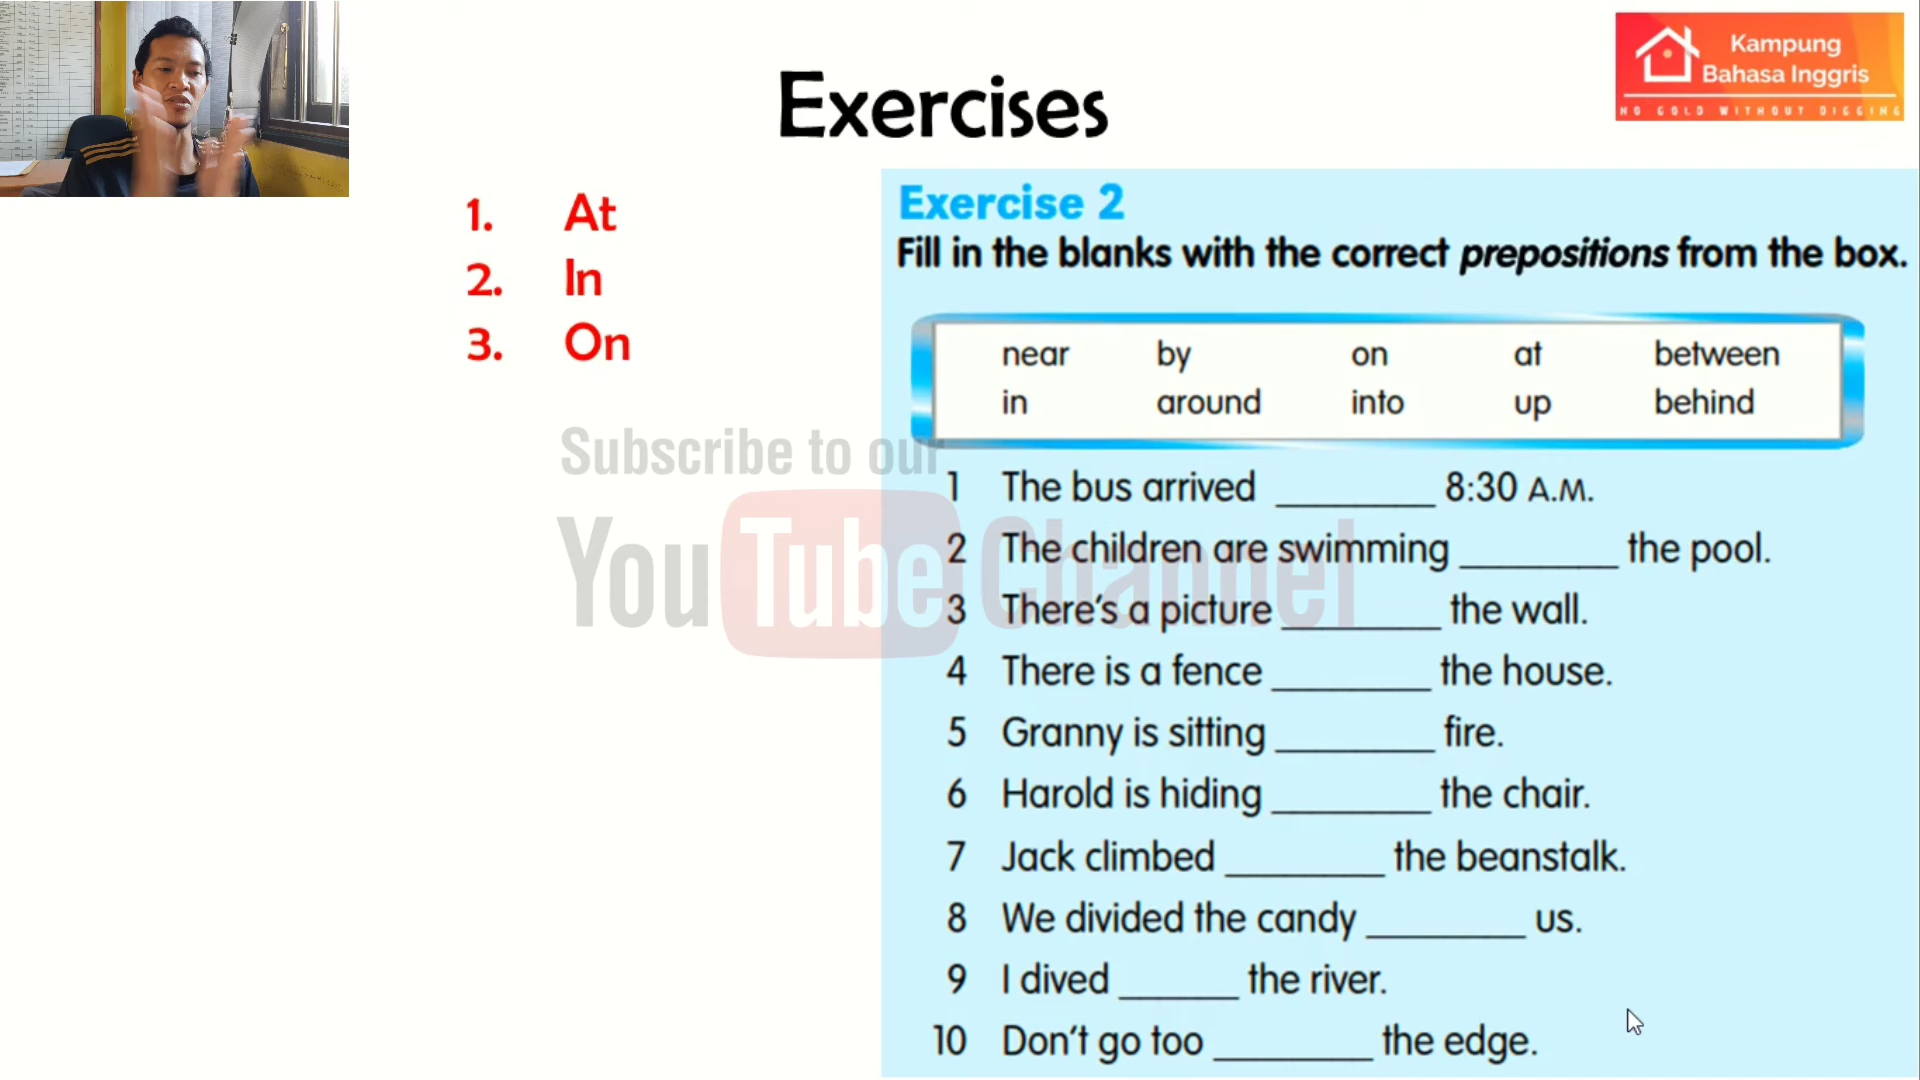 Exercises
Kampung
Bahasa Inggris
NO GOLD WITHOUT DIGGING
1. At
2. In
3. On
Exercise 2
Fill in the blanks with the correct prepositions from the box.
near by on at between
in around into up behind
Subscribe to our
YouTube Channel
1 The bus arrived ________ 8:30 A.M.
2 The children are swimming ________ the pool.
3 There's a picture ________ the wall.
4 There is a fence ________ the house.
5 Granny is sitting ________ fire.
6 Harold is hiding ________ the chair.
7 Jack climbed ________ the beanstalk.
8 We divided the candy ________ us.
9 I dived ______ the river.
10 Don't go too ________ the edge.